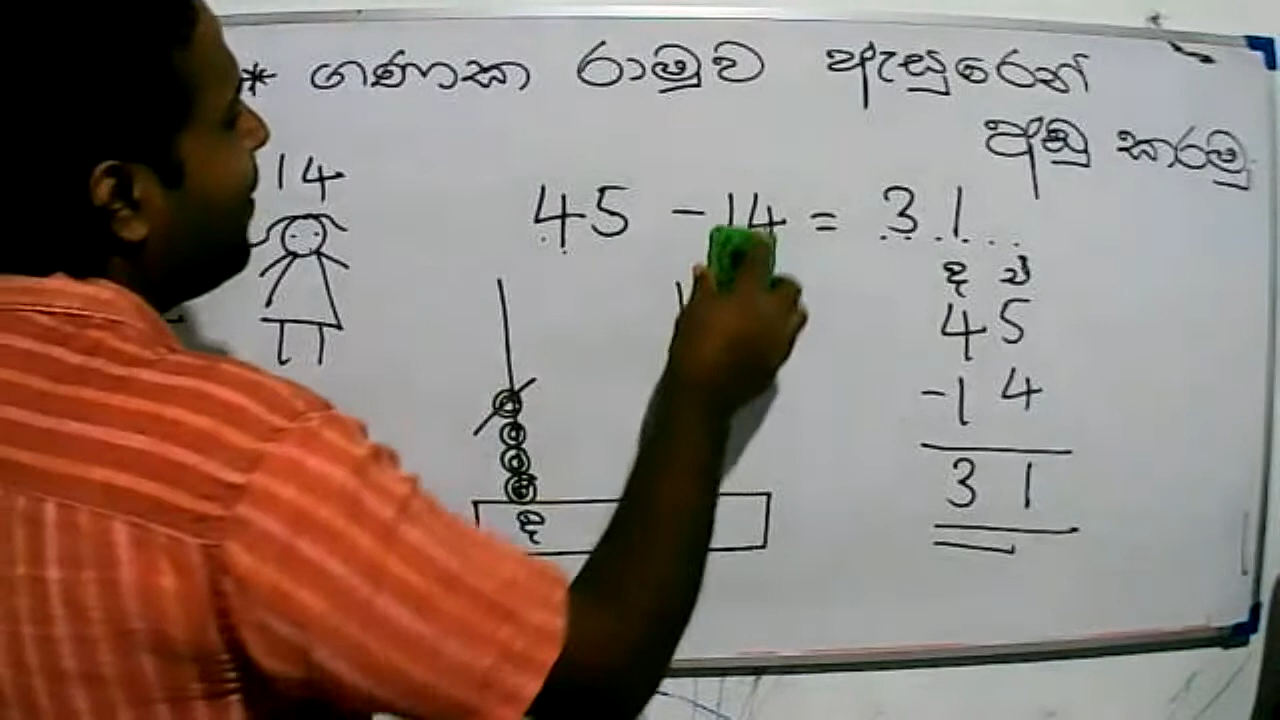 * ගණක රාමුව ඇසුරෙන්
අඩු කරමු.
14
45 - 14 = 31
ද එ
45
- 14
31
ද